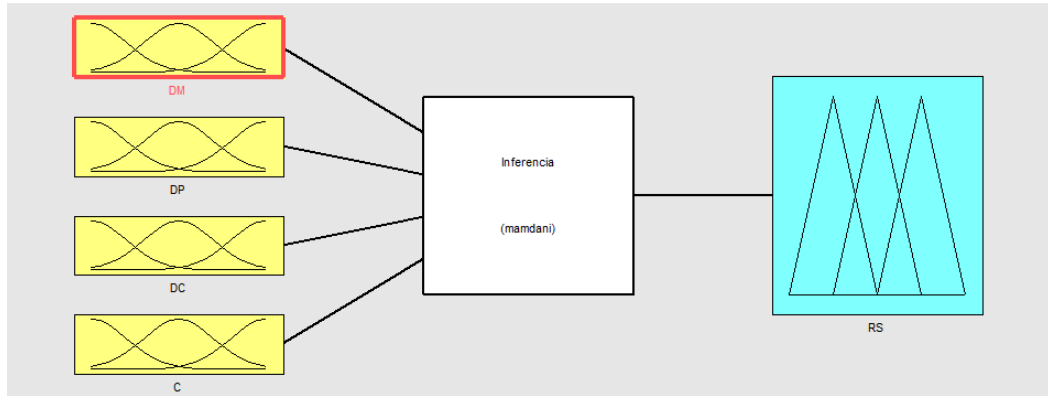 DM
DP
DC
C
Inferencia
(mamdani)
RS